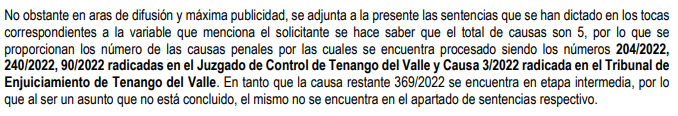 No obstante en aras de difusión y máxima publicidad, se adjunta a la presente las sentencias que se han dictado en los tocas
correspondientes a la variable que menciona el solicitante se hace saber que el total de causas son 5, por lo que se
proporcionan los número de las causas penales por las cuales se encuentra procesado siendo los números 204/2022,
240/2022, 90/2022 radicadas en el Juzgado de Control de Tenango del Valle y Causa 3/2022 radicada en el Tribunal de
Enjuiciamiento de Tenango del Valle. En tanto que la causa restante 369/2022 se encuentra en etapa intermedia, por lo
que al ser un asunto que no está concluido, el mismo no se encuentra en el apartado de sentencias respectivo.